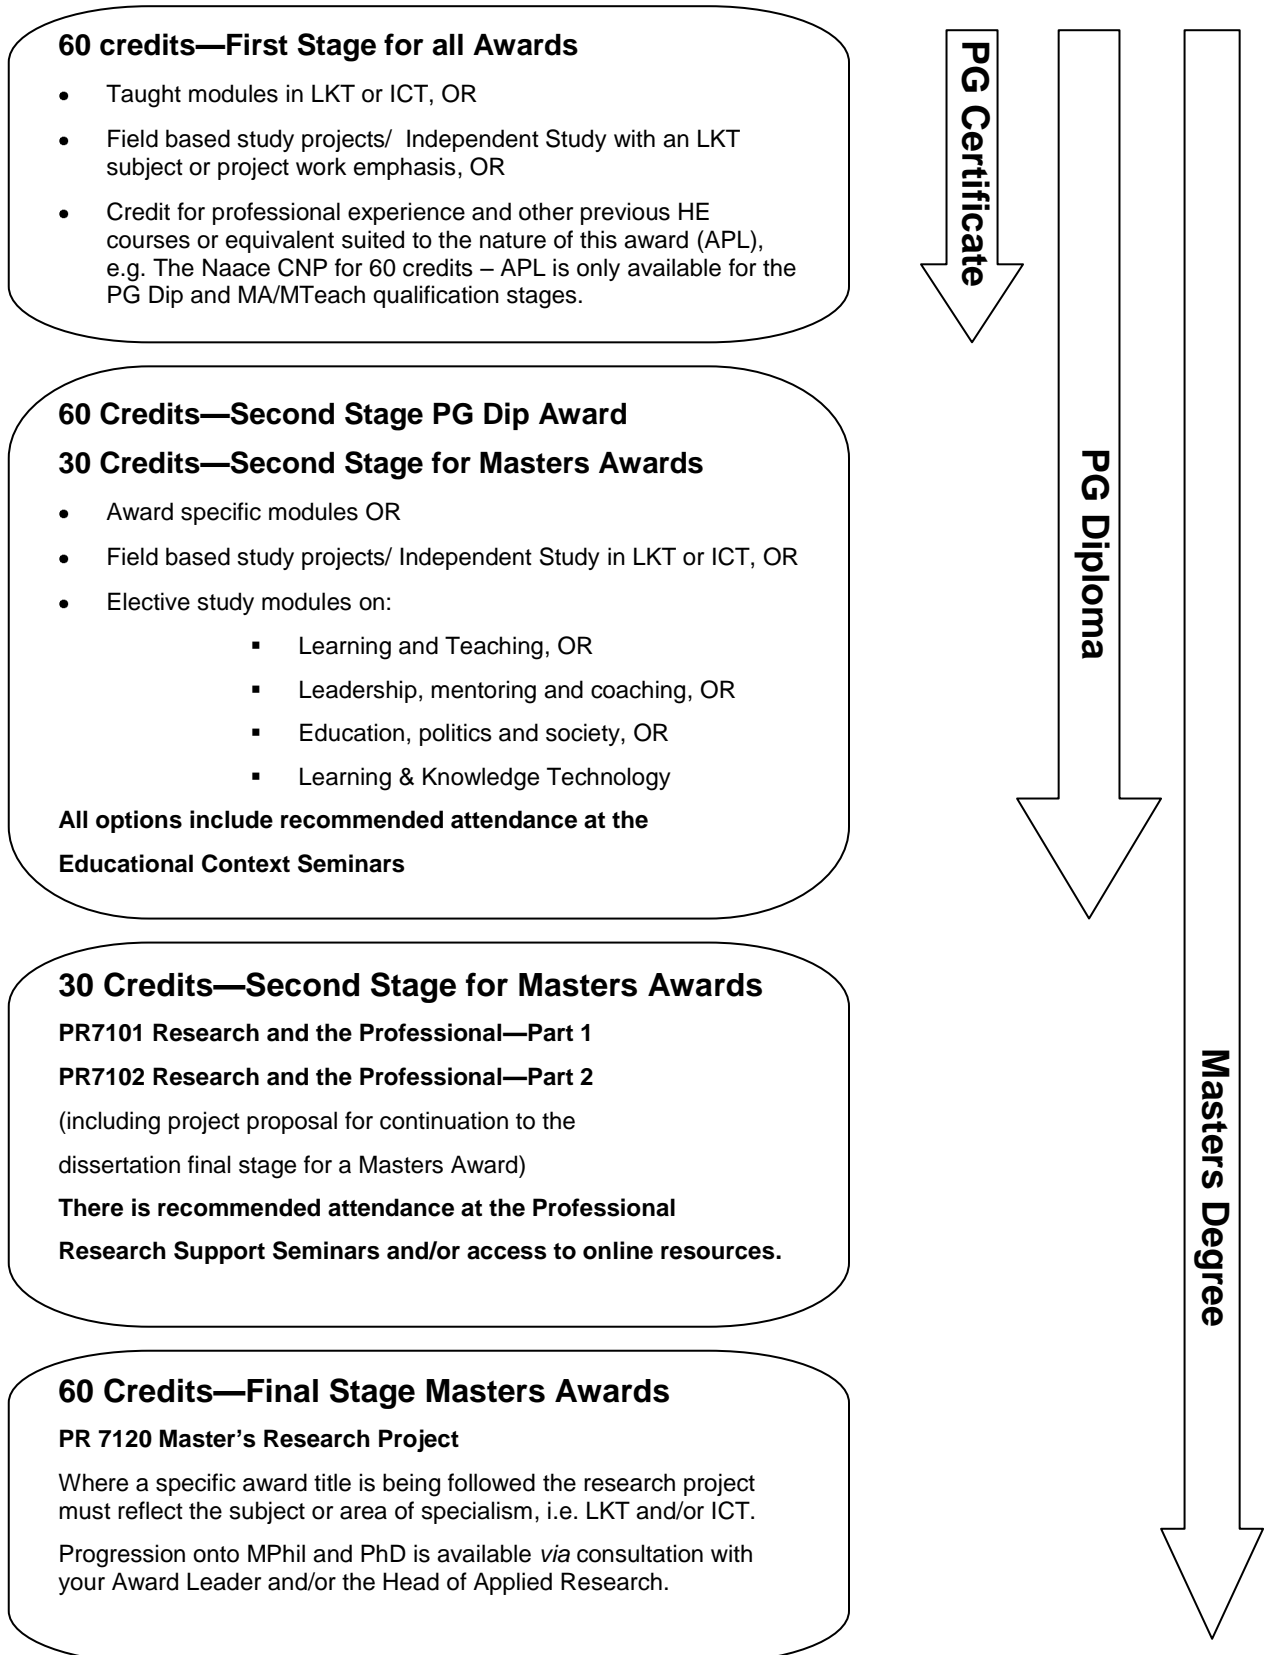 60 credits—First Stage for all Awards
• Taught modules in LKT or ICT, OR
• Field based study projects/ Independent Study with an LKT
subject or project work emphasis, OR
• Credit for professional experience and other previous HE
courses or equivalent suited to the nature of this award (APL),
e.g. The Naace CNP for 60 credits – APL is only available for the
PG Dip and MA/MTeach qualification stages.
60 Credits—Second Stage PG Dip Award
30 Credits—Second Stage for Masters Awards
• Award specific modules OR
• Field based study projects/ Independent Study in LKT or ICT, OR
• Elective study modules on:
▪ Learning and Teaching, OR
▪ Leadership, mentoring and coaching, OR
▪ Education, politics and society, OR
▪ Learning & Knowledge Technology
All options include recommended attendance at the
Educational Context Seminars
30 Credits—Second Stage for Masters Awards
PR7101 Research and the Professional—Part 1
PR7102 Research and the Professional—Part 2
(including project proposal for continuation to the
dissertation final stage for a Masters Award)
There is recommended attendance at the Professional
Research Support Seminars and/or access to online resources.
60 Credits—Final Stage Masters Awards
PR 7120 Master’s Research Project
Where a specific award title is being followed the research project
must reflect the subject or area of specialism, i.e. LKT and/or ICT.
Progression onto MPhil and PhD is available via consultation with
your Award Leader and/or the Head of Applied Research.
PG Certificate
PG Diploma
Masters Degree